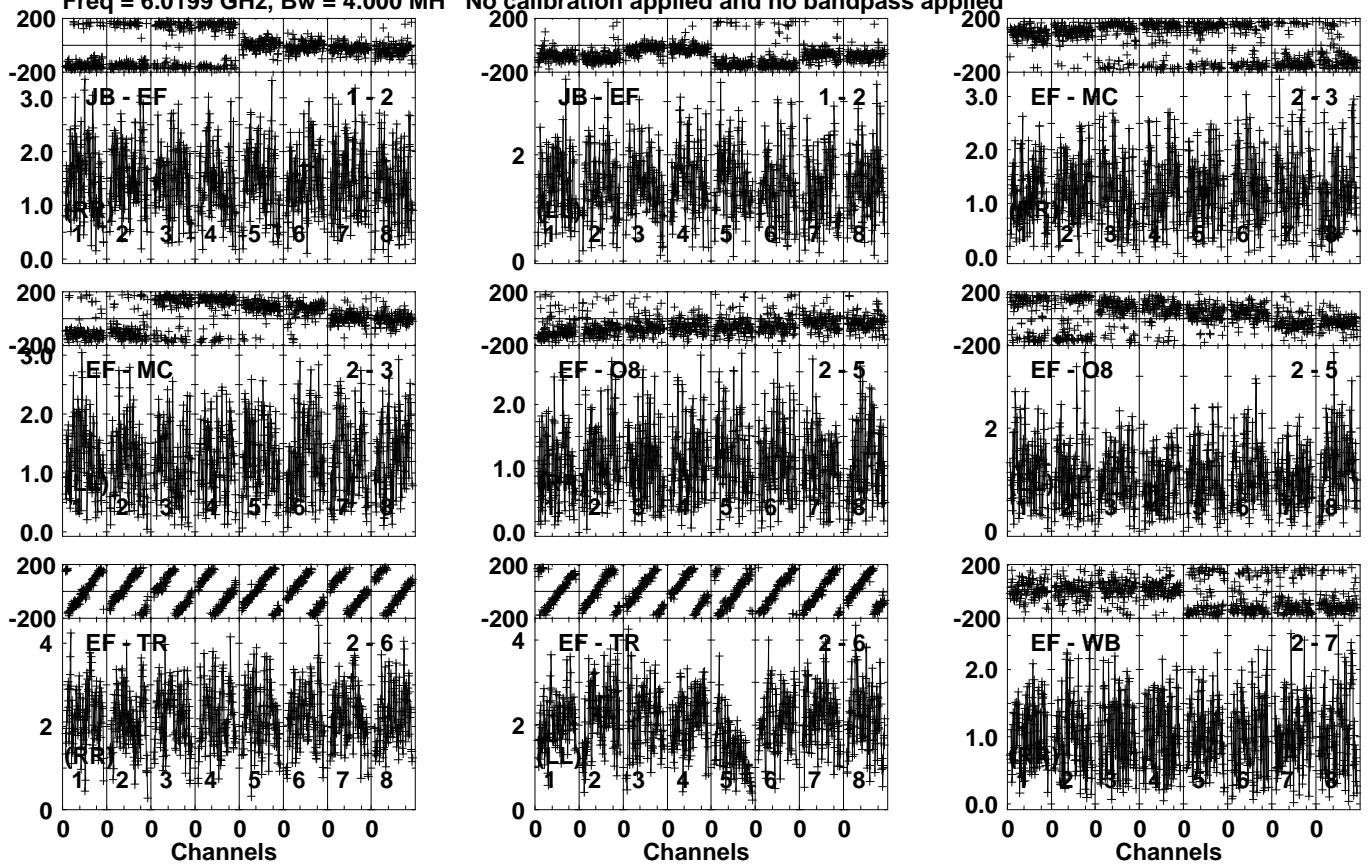 Freq = 6.0199 GHz, Bw = 4.000 MH No calibration applied and no bandpass applied
200 200 200
-200 -200 -200
JB - EF 1 - 2 JB - EF 1 - 2 EF - MC 2 - 3
3.0 3.0
2.0 2 2.0
1.0 1.0
1 2 3 4 5 6 7 8 1 2 3 4 5 6 7 8 1 2 3 4 5 6 7 8
0.0 0 0.0
200 200 200
-200 -200 -200
3.0
EF - MC 2 - 3 EF - O8 2 - 5 EF - O8 2 - 5
2.0 2.0 2
1.0 1.0
1 2 3 4 5 6 7 8 1 2 3 4 5 6 7 8 1 2 3 4 5 6 7 8
0.0 0.0 0
200 200 200
-200 -200 -200
EF - TR 2 - 6 EF - TR 2 - 6 EF - WB 2 - 7
4 4
3 2.0
2 2
1.0
(RR) (LL)
1
1 2 3 4 5 6 7 8 1 2 3 4 5 6 7 8 1 2 3 4 5 6 7 8
0 0 0.0
0 0 0 0 0 0 0 0 0 0 0 0 0 0 0 0 0 0 0 0 0 0 0 0
Channels Channels Channels